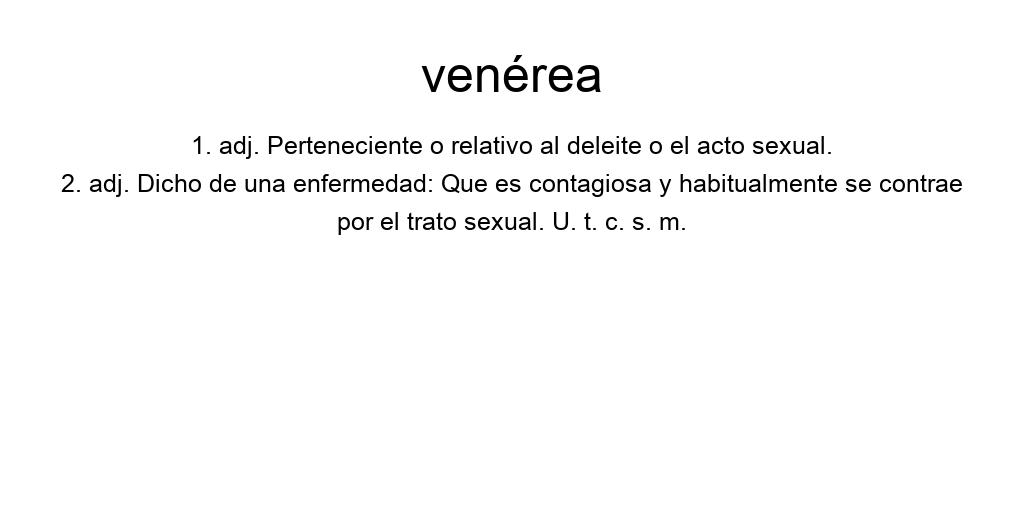 venérea
1. adj. Perteneciente o relativo al deleite o el acto sexual.
2. adj. Dicho de una enfermedad: Que es contagiosa y habitualmente se contrae
por el trato sexual. U. t. c. s. m.